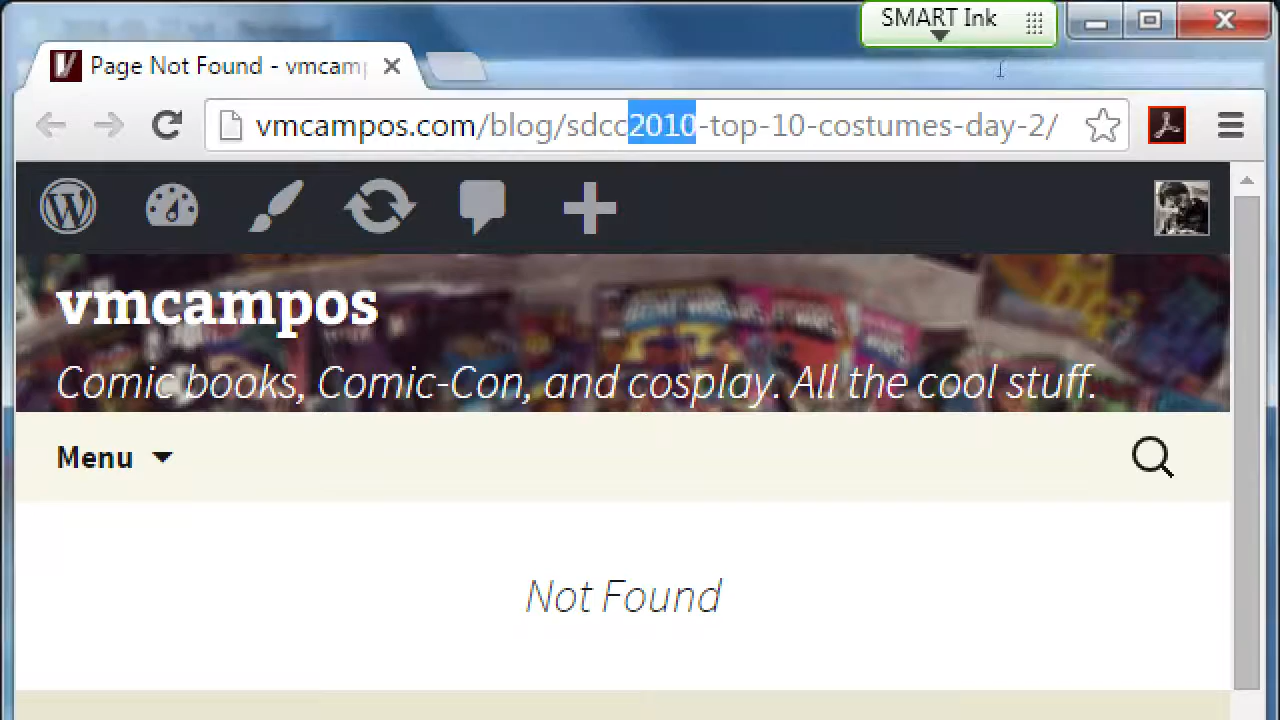 SMART Ink
Page Not Found - vmcamp
vmcampos.com/blog/sdcc2010-top-10-costumes-day-2/
vmcampos
Comic books, Comic-Con, and cosplay. All the cool stuff.
Menu
Not Found